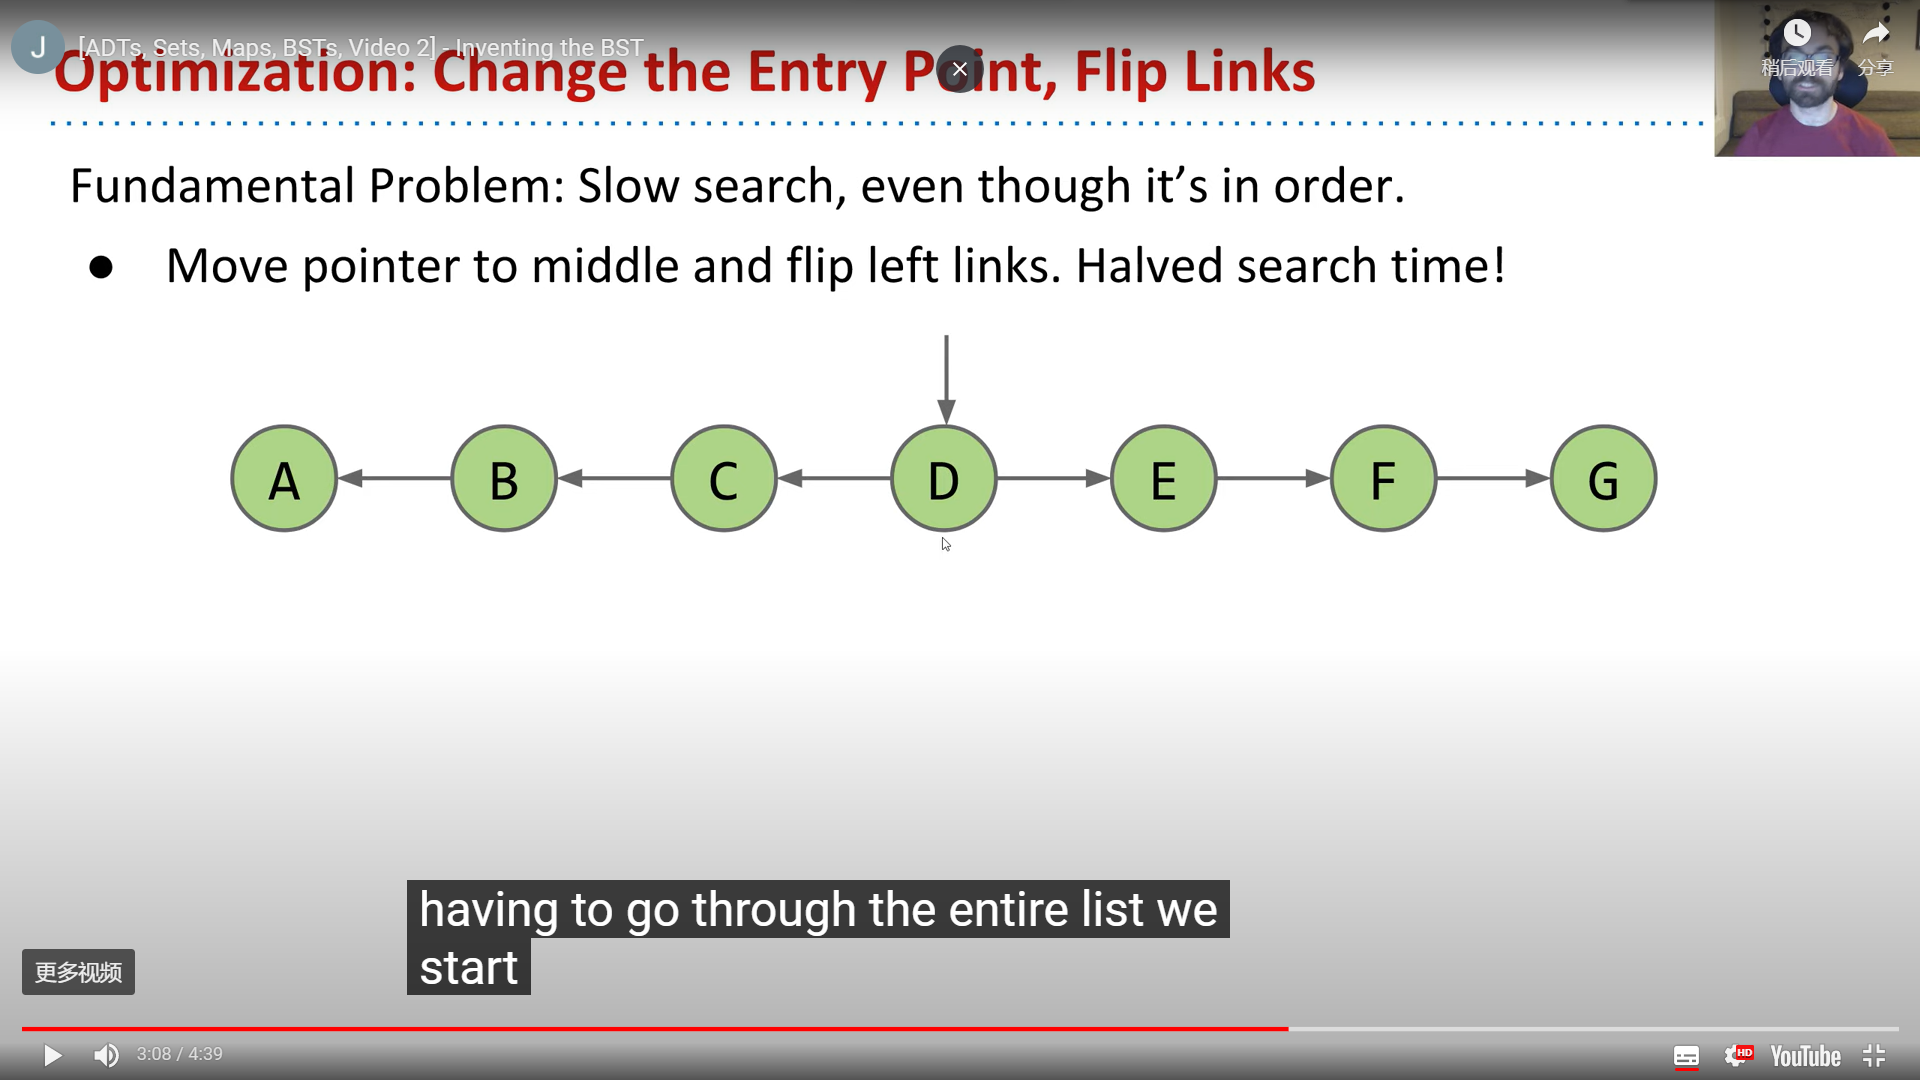 J
[ADTs, Sets, Maps, BSTs, Video 2] - Inventing the BST
稍后观看
分享
Optimization: Change the Entry Point, Flip Links
Fundamental Problem: Slow search, even though it's in order.
● Move pointer to middle and flip left links. Halved search time!
A B C D E F G
having to go through the entire list we
start
更多视频
3:08 / 4:39
HD
YouTube